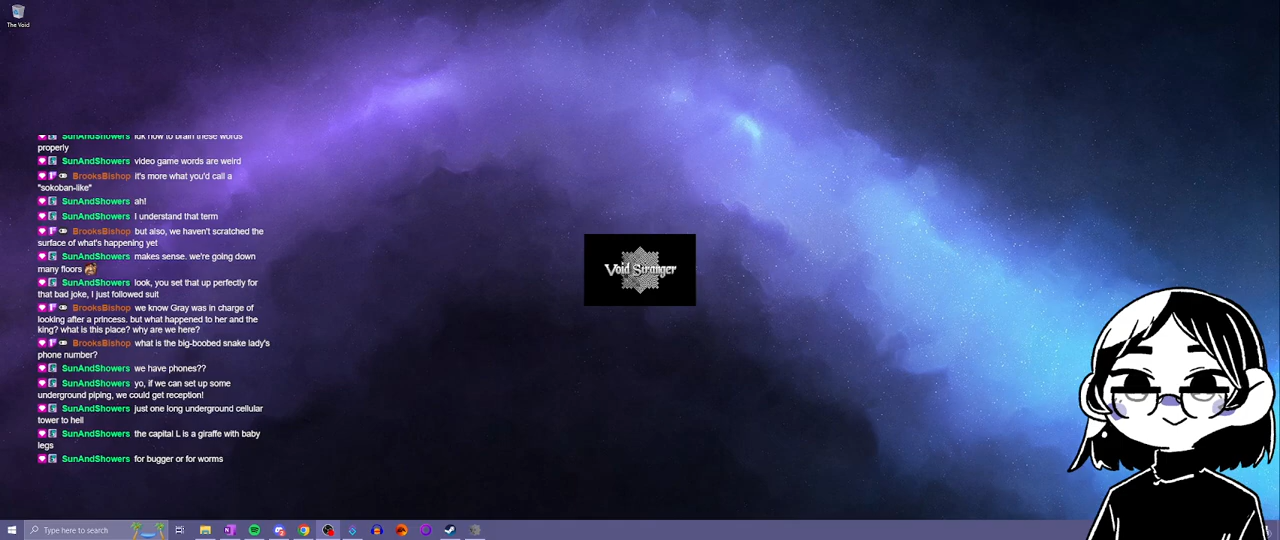 The Void
SunAndShowers idk how to brain these words
properly
SunAndShowers video game words are weird
BrooksBishop it's more what you'd call a
"sokoban-like"
SunAndShowers ah!
SunAndShowers I understand that term
BrooksBishop but also, we haven't scratched the
surface of what's happening yet
SunAndShowers makes sense. we're going down
many floors
SunAndShowers look, you set that up perfectly for
that bad joke, I just followed suit
BrooksBishop we know Gray was in charge of
looking after a princess. but what happened to her and the
king? what is this place? why are we here?
BrooksBishop what is the big-boobed snake lady's
phone number?
SunAndShowers we have phones??
SunAndShowers yo, if we can set up some
underground piping, we could get reception!
SunAndShowers just one long underground cellular
tower to hell
SunAndShowers the capital L is a giraffe with baby
legs
SunAndShowers for bugger or for worms
Void Stranger
Type here to search